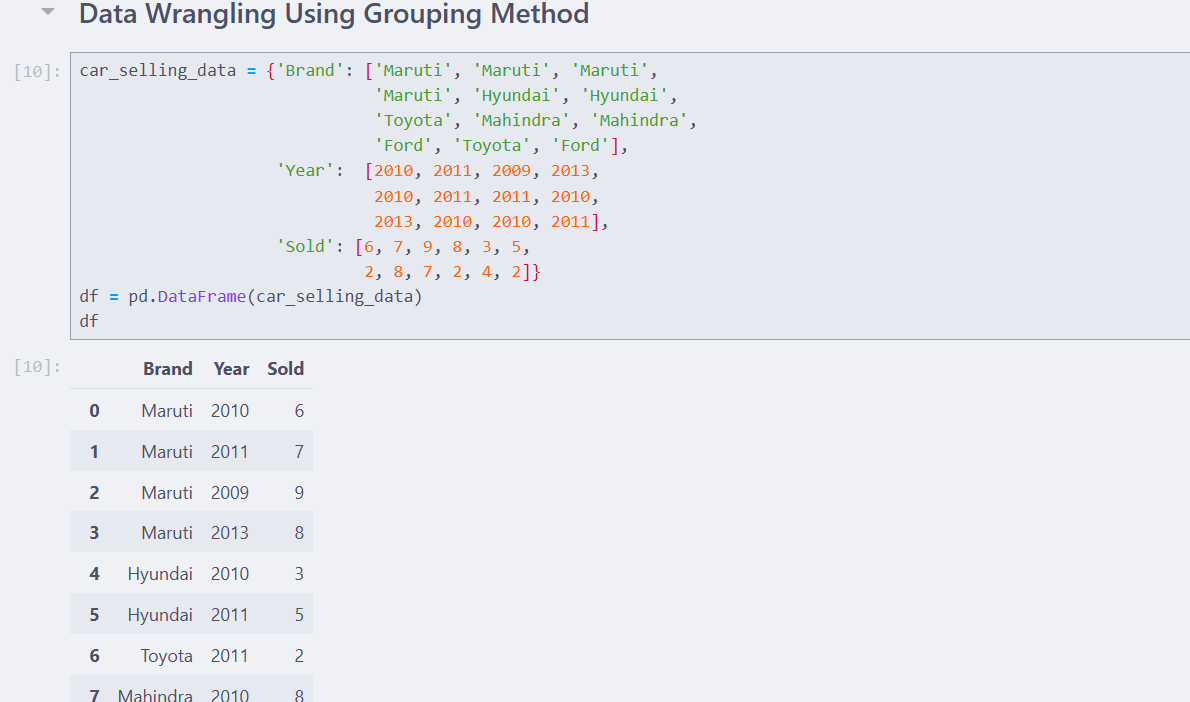 Data Wrangling Using Grouping Method
[10]: car_selling_data = {'Brand': ['Maruti', 'Maruti', 'Maruti',
'Maruti', 'Hyundai', 'Hyundai',
'Toyota', 'Mahindra', 'Mahindra',
'Ford', 'Toyota', 'Ford'],
'Year': [2010, 2011, 2009, 2013,
2010, 2011, 2011, 2010,
2013, 2010, 2010, 2011],
'Sold': [6, 7, 9, 8, 3, 5,
2, 8, 7, 2, 4, 2]}
df = pd.DataFrame(car_selling_data)
df
[10]: Brand Year Sold
0 Maruti 2010 6
1 Maruti 2011 7
2 Maruti 2009 9
3 Maruti 2013 8
4 Hyundai 2010 3
5 Hyundai 2011 5
6 Toyota 2011 2
7 Mahindra 2010 8